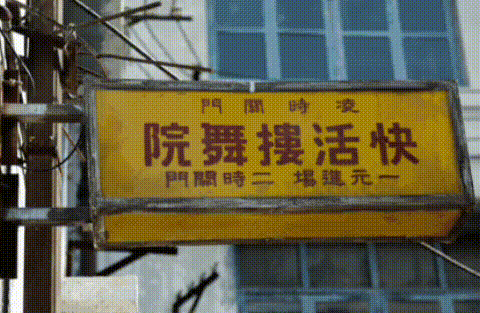 凌時關門
快活摟舞院
一元進場 二時關門